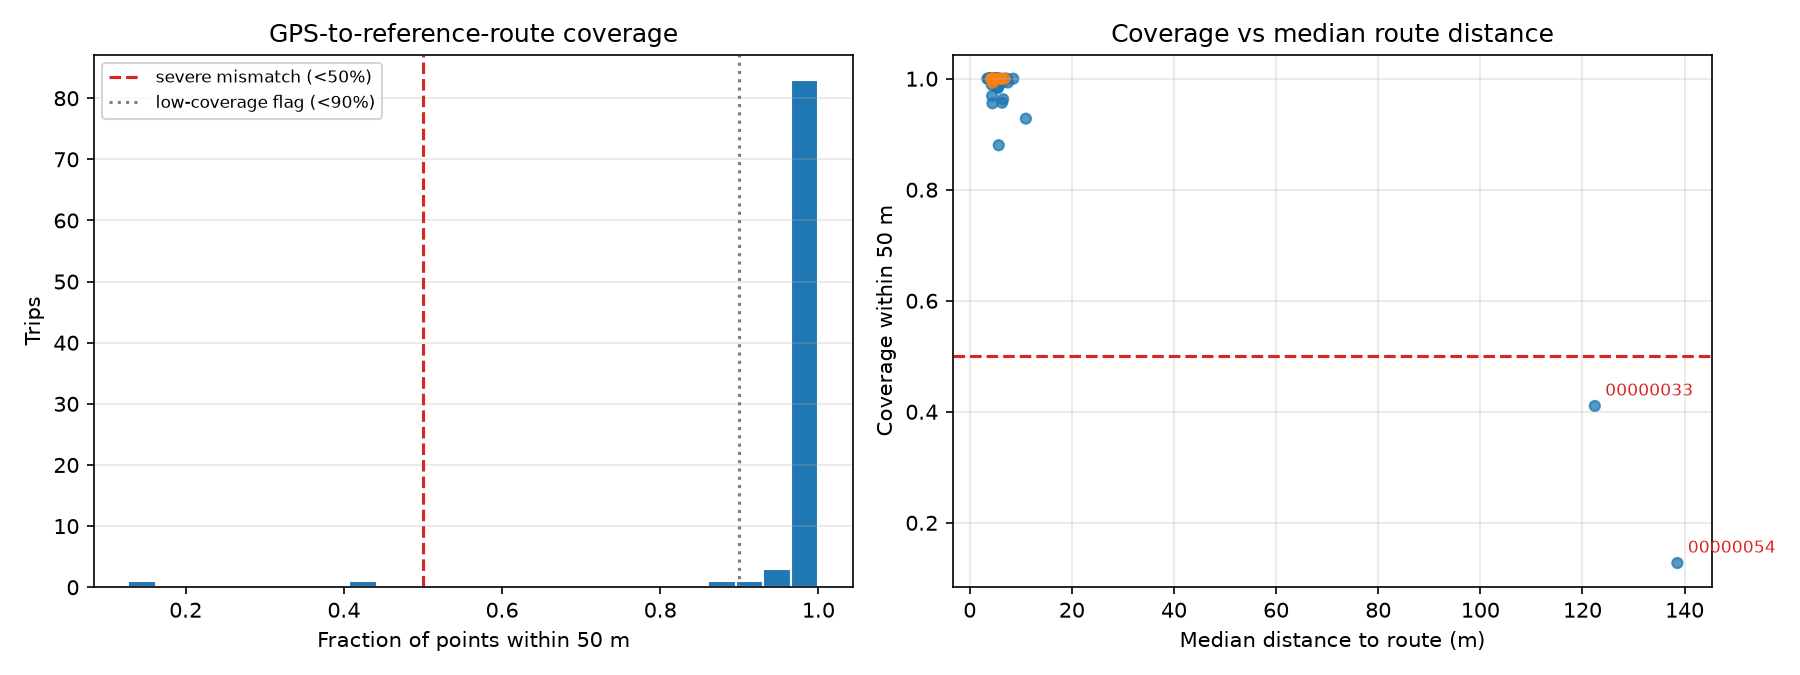 GPS-to-reference-route coverage
severe mismatch (<50%)
low-coverage flag (<90%)
Trips
80
70
60
50
40
30
20
10
0
0.2 0.4 0.6 0.8 1.0
Fraction of points within 50 m
Coverage vs median route distance
Coverage within 50 m
1.0
0.8
0.6
0.4
0.2
00000033
00000054
0 20 40 60 80 100 120 140
Median distance to route (m)